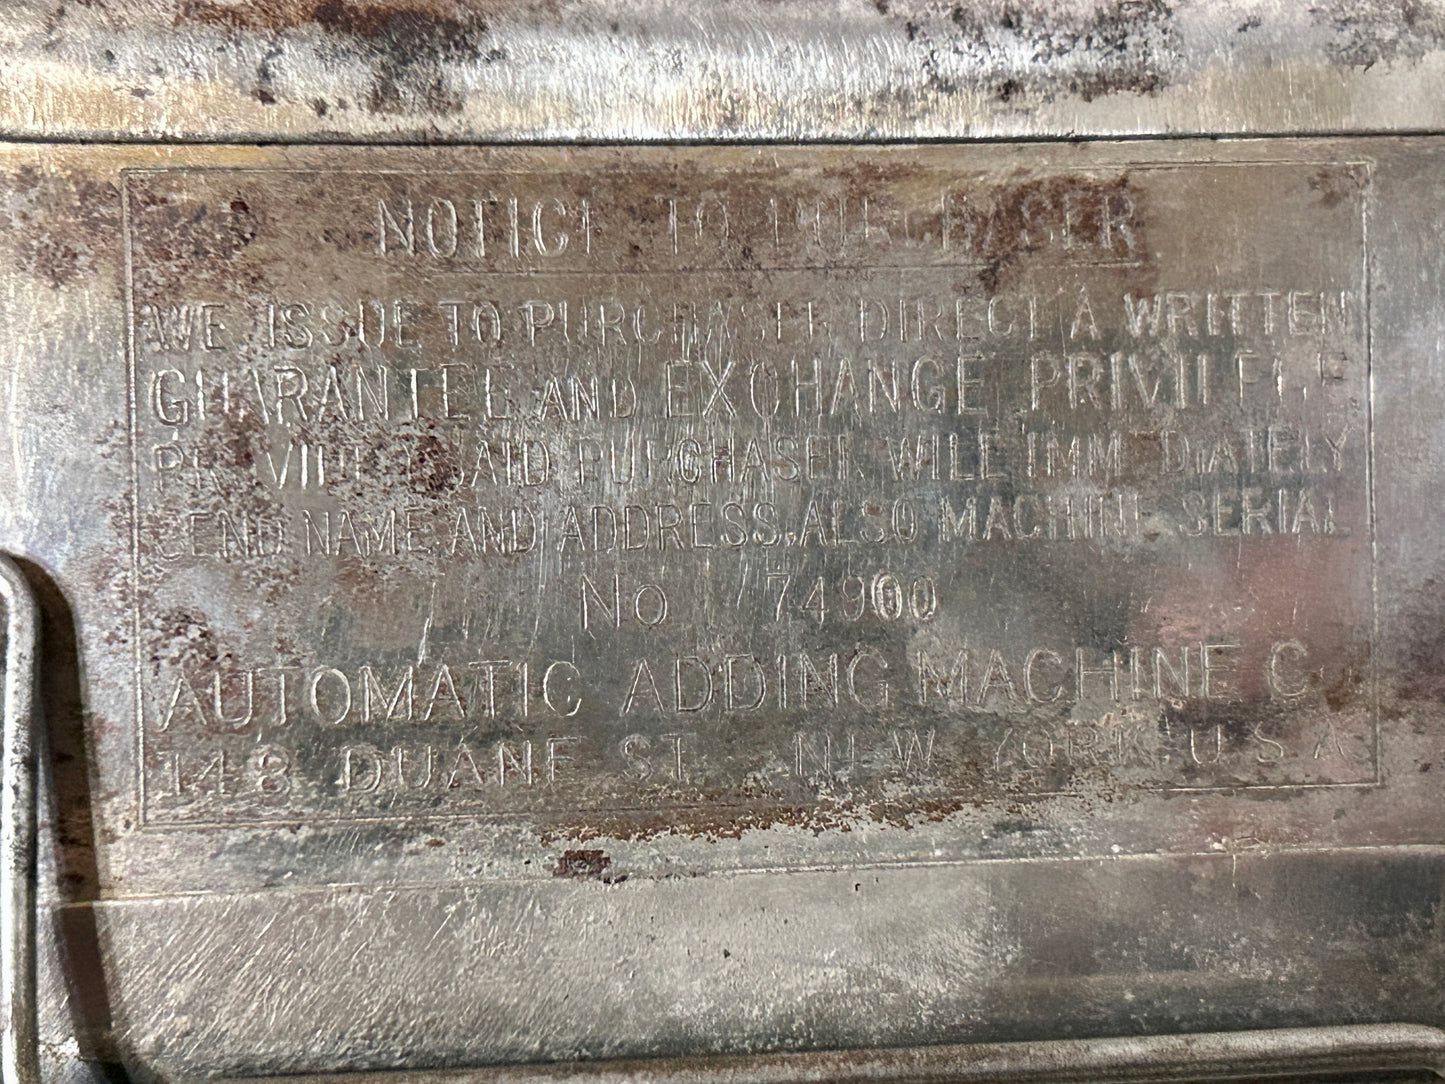 NOTICE TO PURCHASER
WE ISSUE TO PURCHASER DIRECT A WRITTEN
GUARANTEE AND EXCHANGE PRIVILEGE
PROVIDED SAID PURCHASER WILL IMMEDIATELY
SEND NAME AND ADDRESS, ALSO MACHINE SERIAL
No 74900
AUTOMATIC ADDING MACHINE CO.
148 DUANE ST. NEW YORK U S A